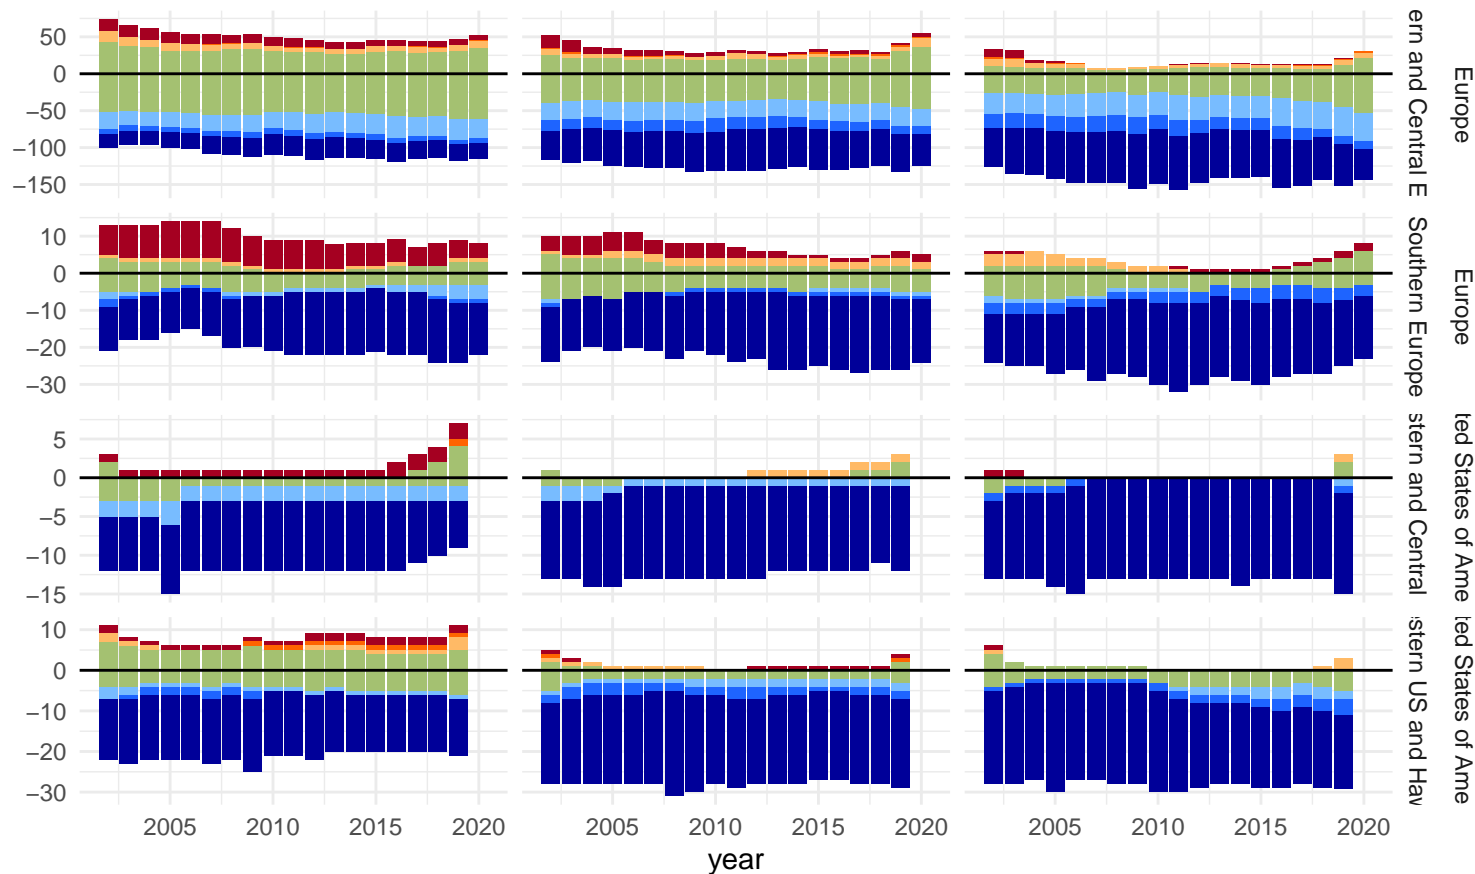 50
0
−50
−100
−150
ern and Central E
Europe
10
0
−10
−20
−30
Southern Europe
Europe
5
0
−5
−10
−15
stern and Central
ted States of Ame
10
0
−10
−20
−30
stern US and Hav
ted States of Ame
2005 2010 2015 2020 2005 2010 2015 2020 2005 2010 2015 2020
year